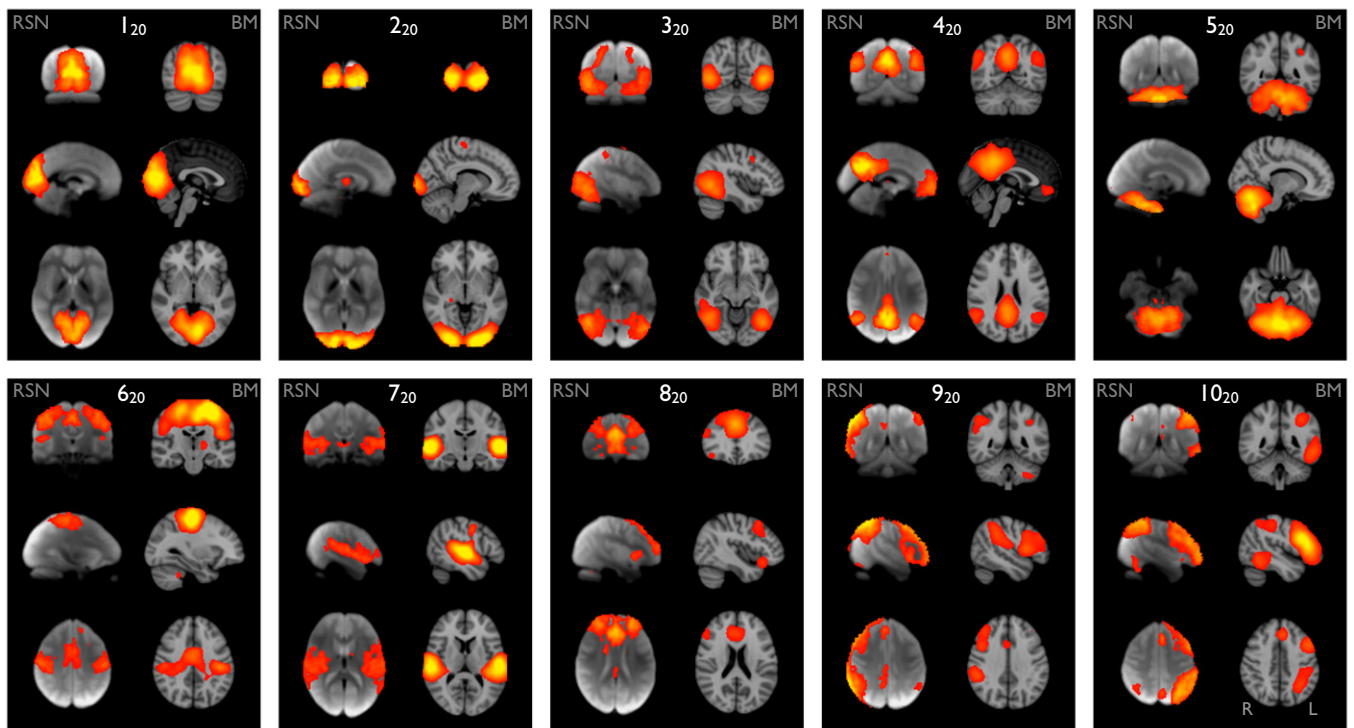 RSN 1₂₀ BM
RSN 2₂₀ BM
RSN 3₂₀ BM
RSN 4₂₀ BM
RSN 5₂₀ BM
RSN 6₂₀ BM
RSN 7₂₀ BM
RSN 8₂₀ BM
RSN 9₂₀ BM
RSN 10₂₀ BM
R L